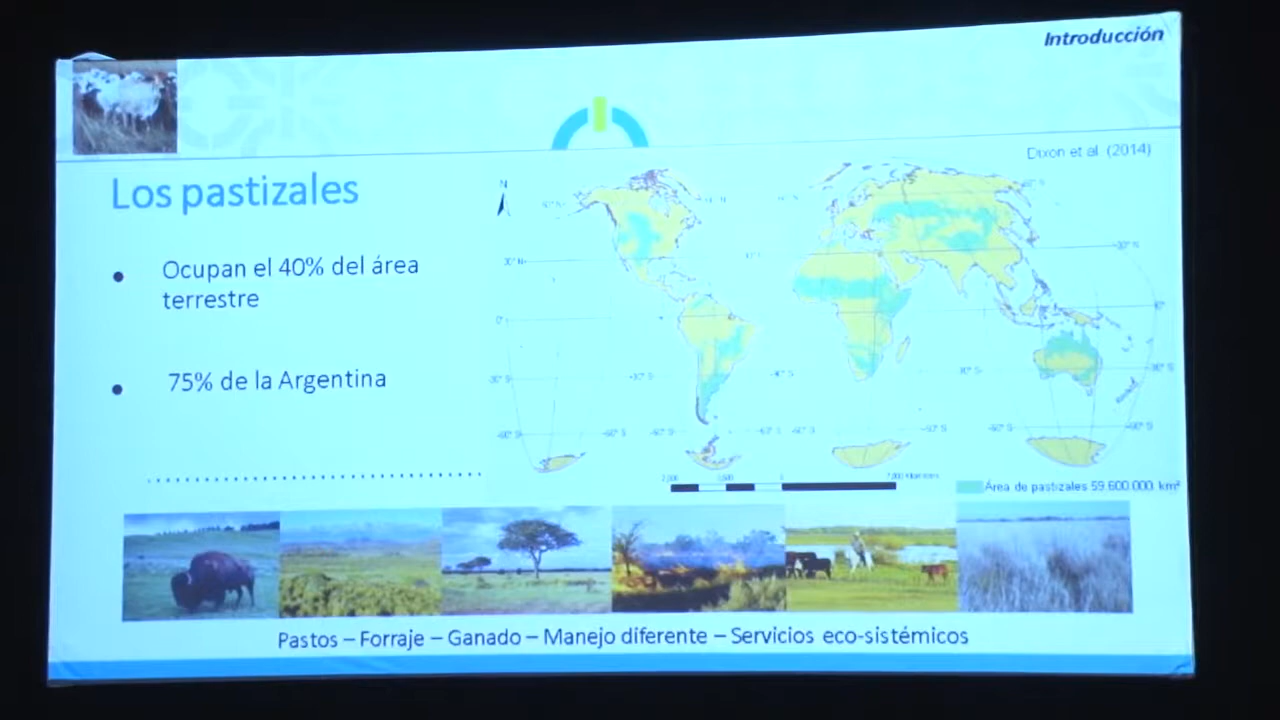 Introducción
Dixon et al. (2014)
Los pastizales
N
Ocupan el 40% del área
terrestre
75% de la Argentina
Área de pastizales 59.600.000. km²
Pastos – Forraje – Ganado – Manejo diferente – Servicios eco-sistémicos